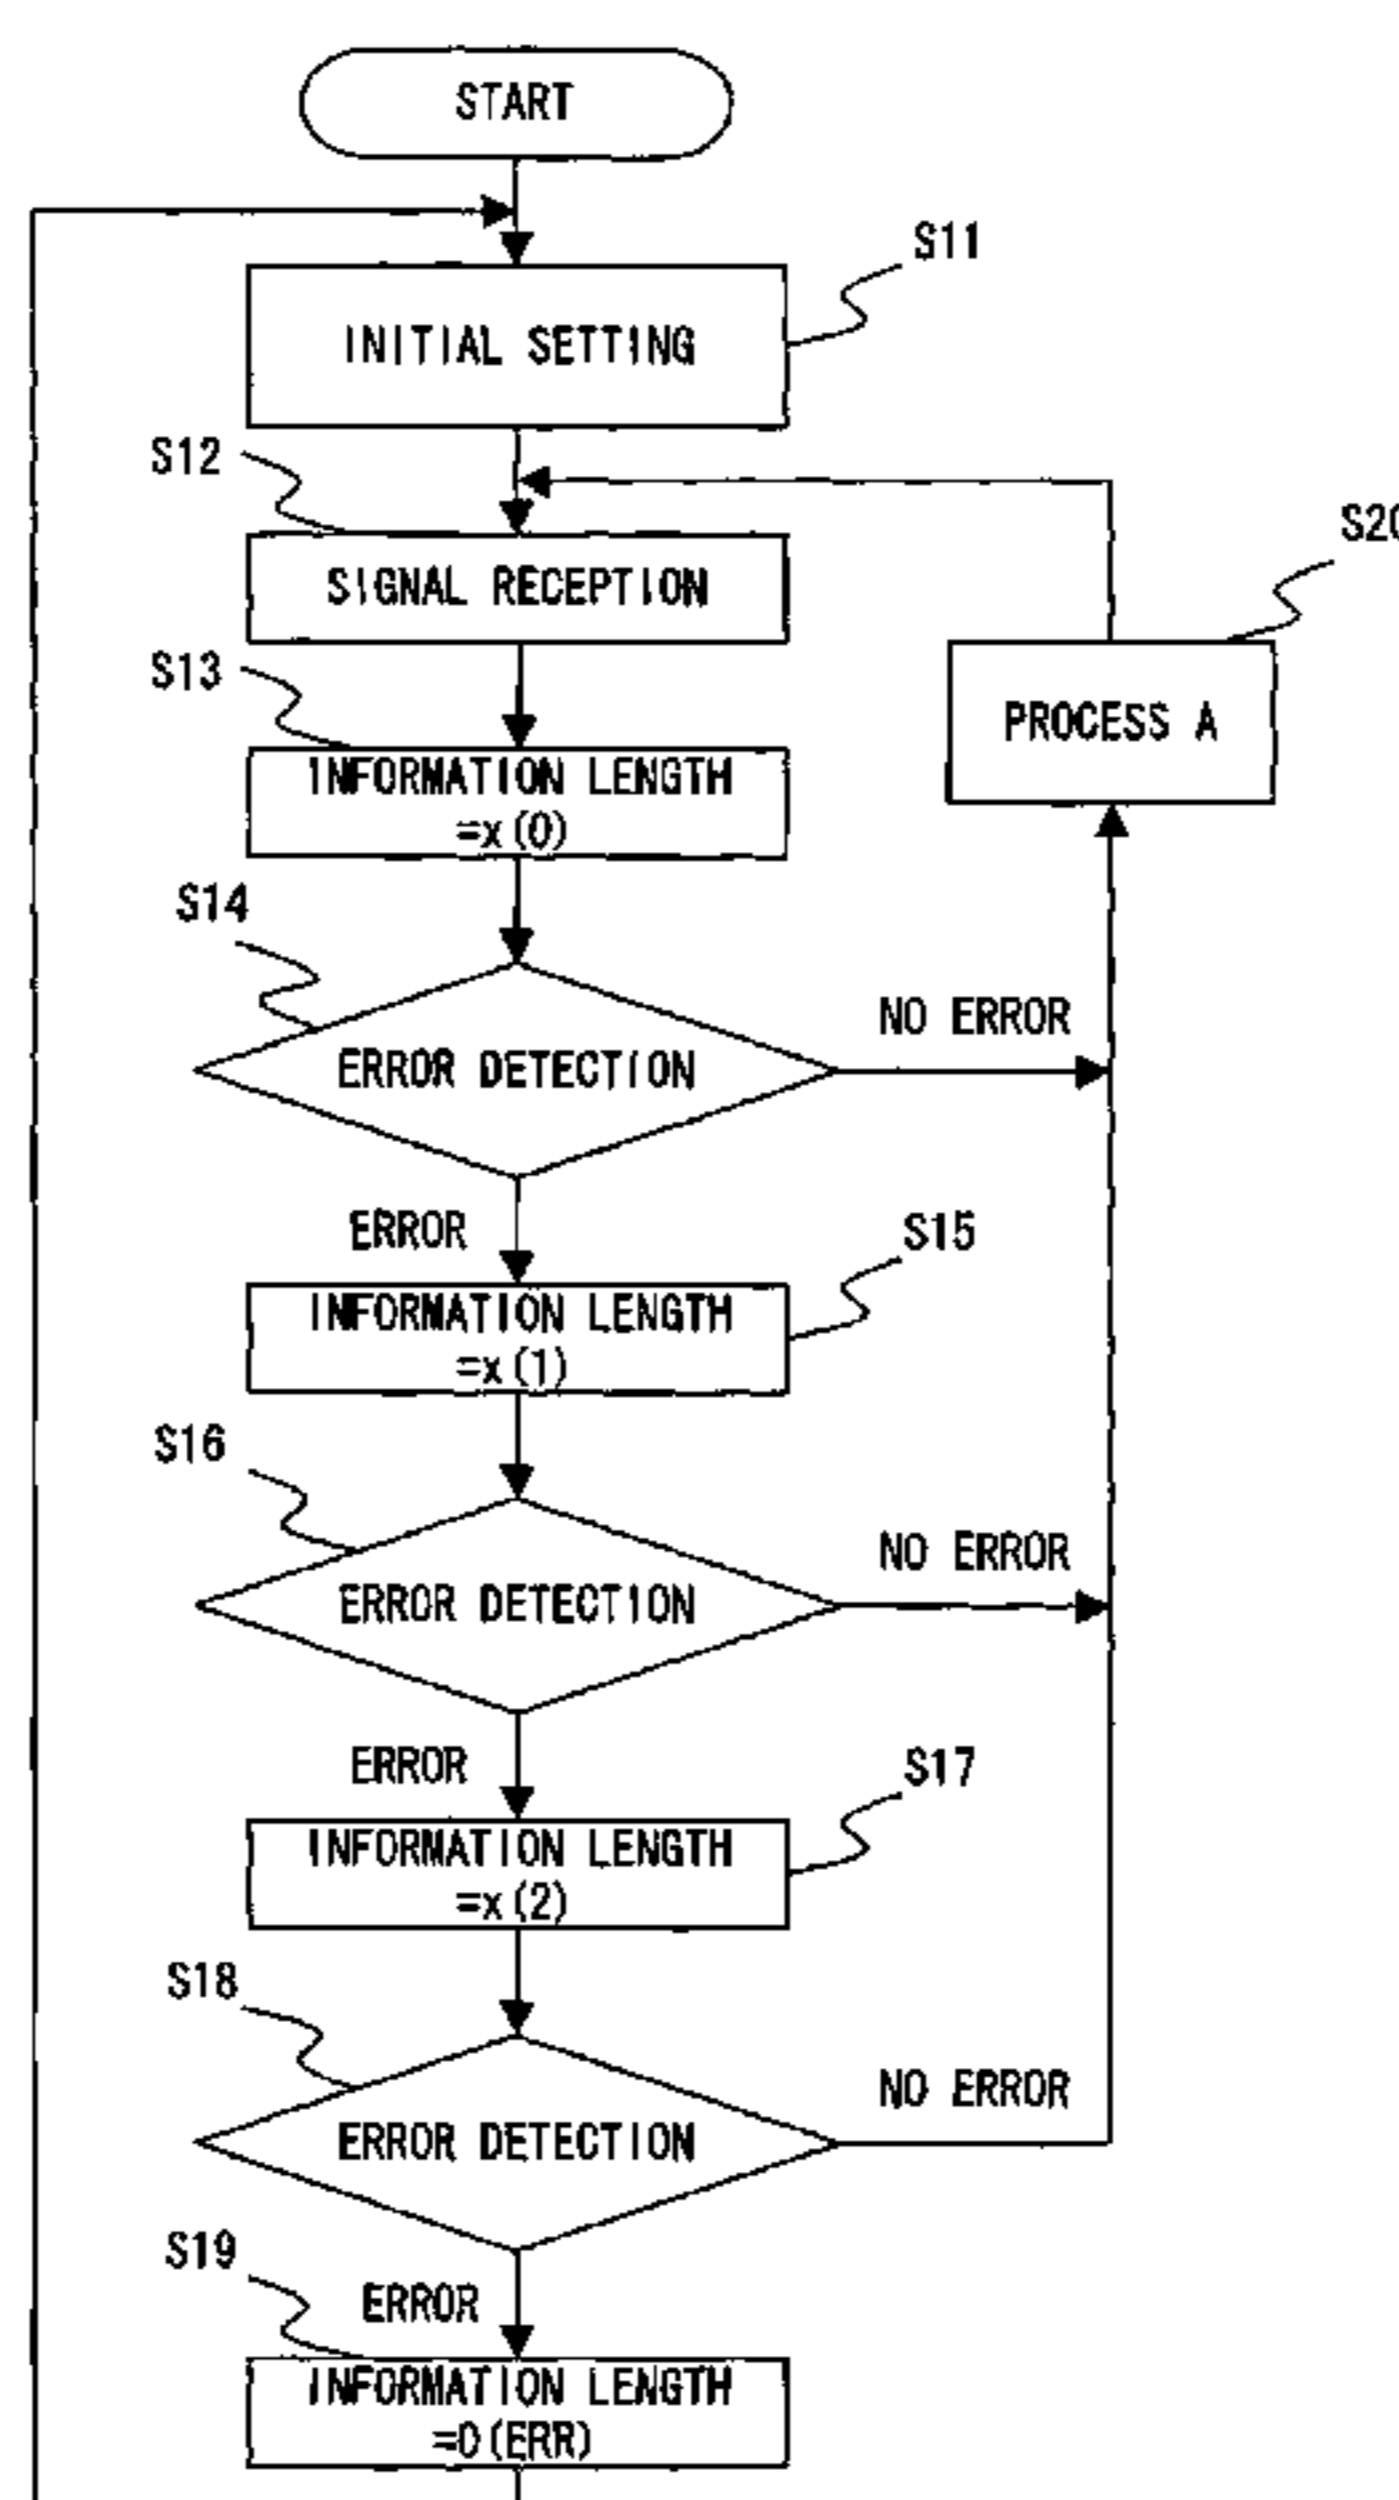 START
S11
INITIAL SETTING
S12
SIGNAL RECEPTION
S13
INFORMATION LENGTH
=x(0)
PROCESS A
S14
ERROR DETECTION
NO ERROR
ERROR
S15
INFORMATION LENGTH
=x(1)
S16
ERROR DETECTION
NO ERROR
ERROR
S17
INFORMATION LENGTH
=x(2)
S18
ERROR DETECTION
NO ERROR
S19
ERROR
INFORMATION LENGTH
=0(ERR)